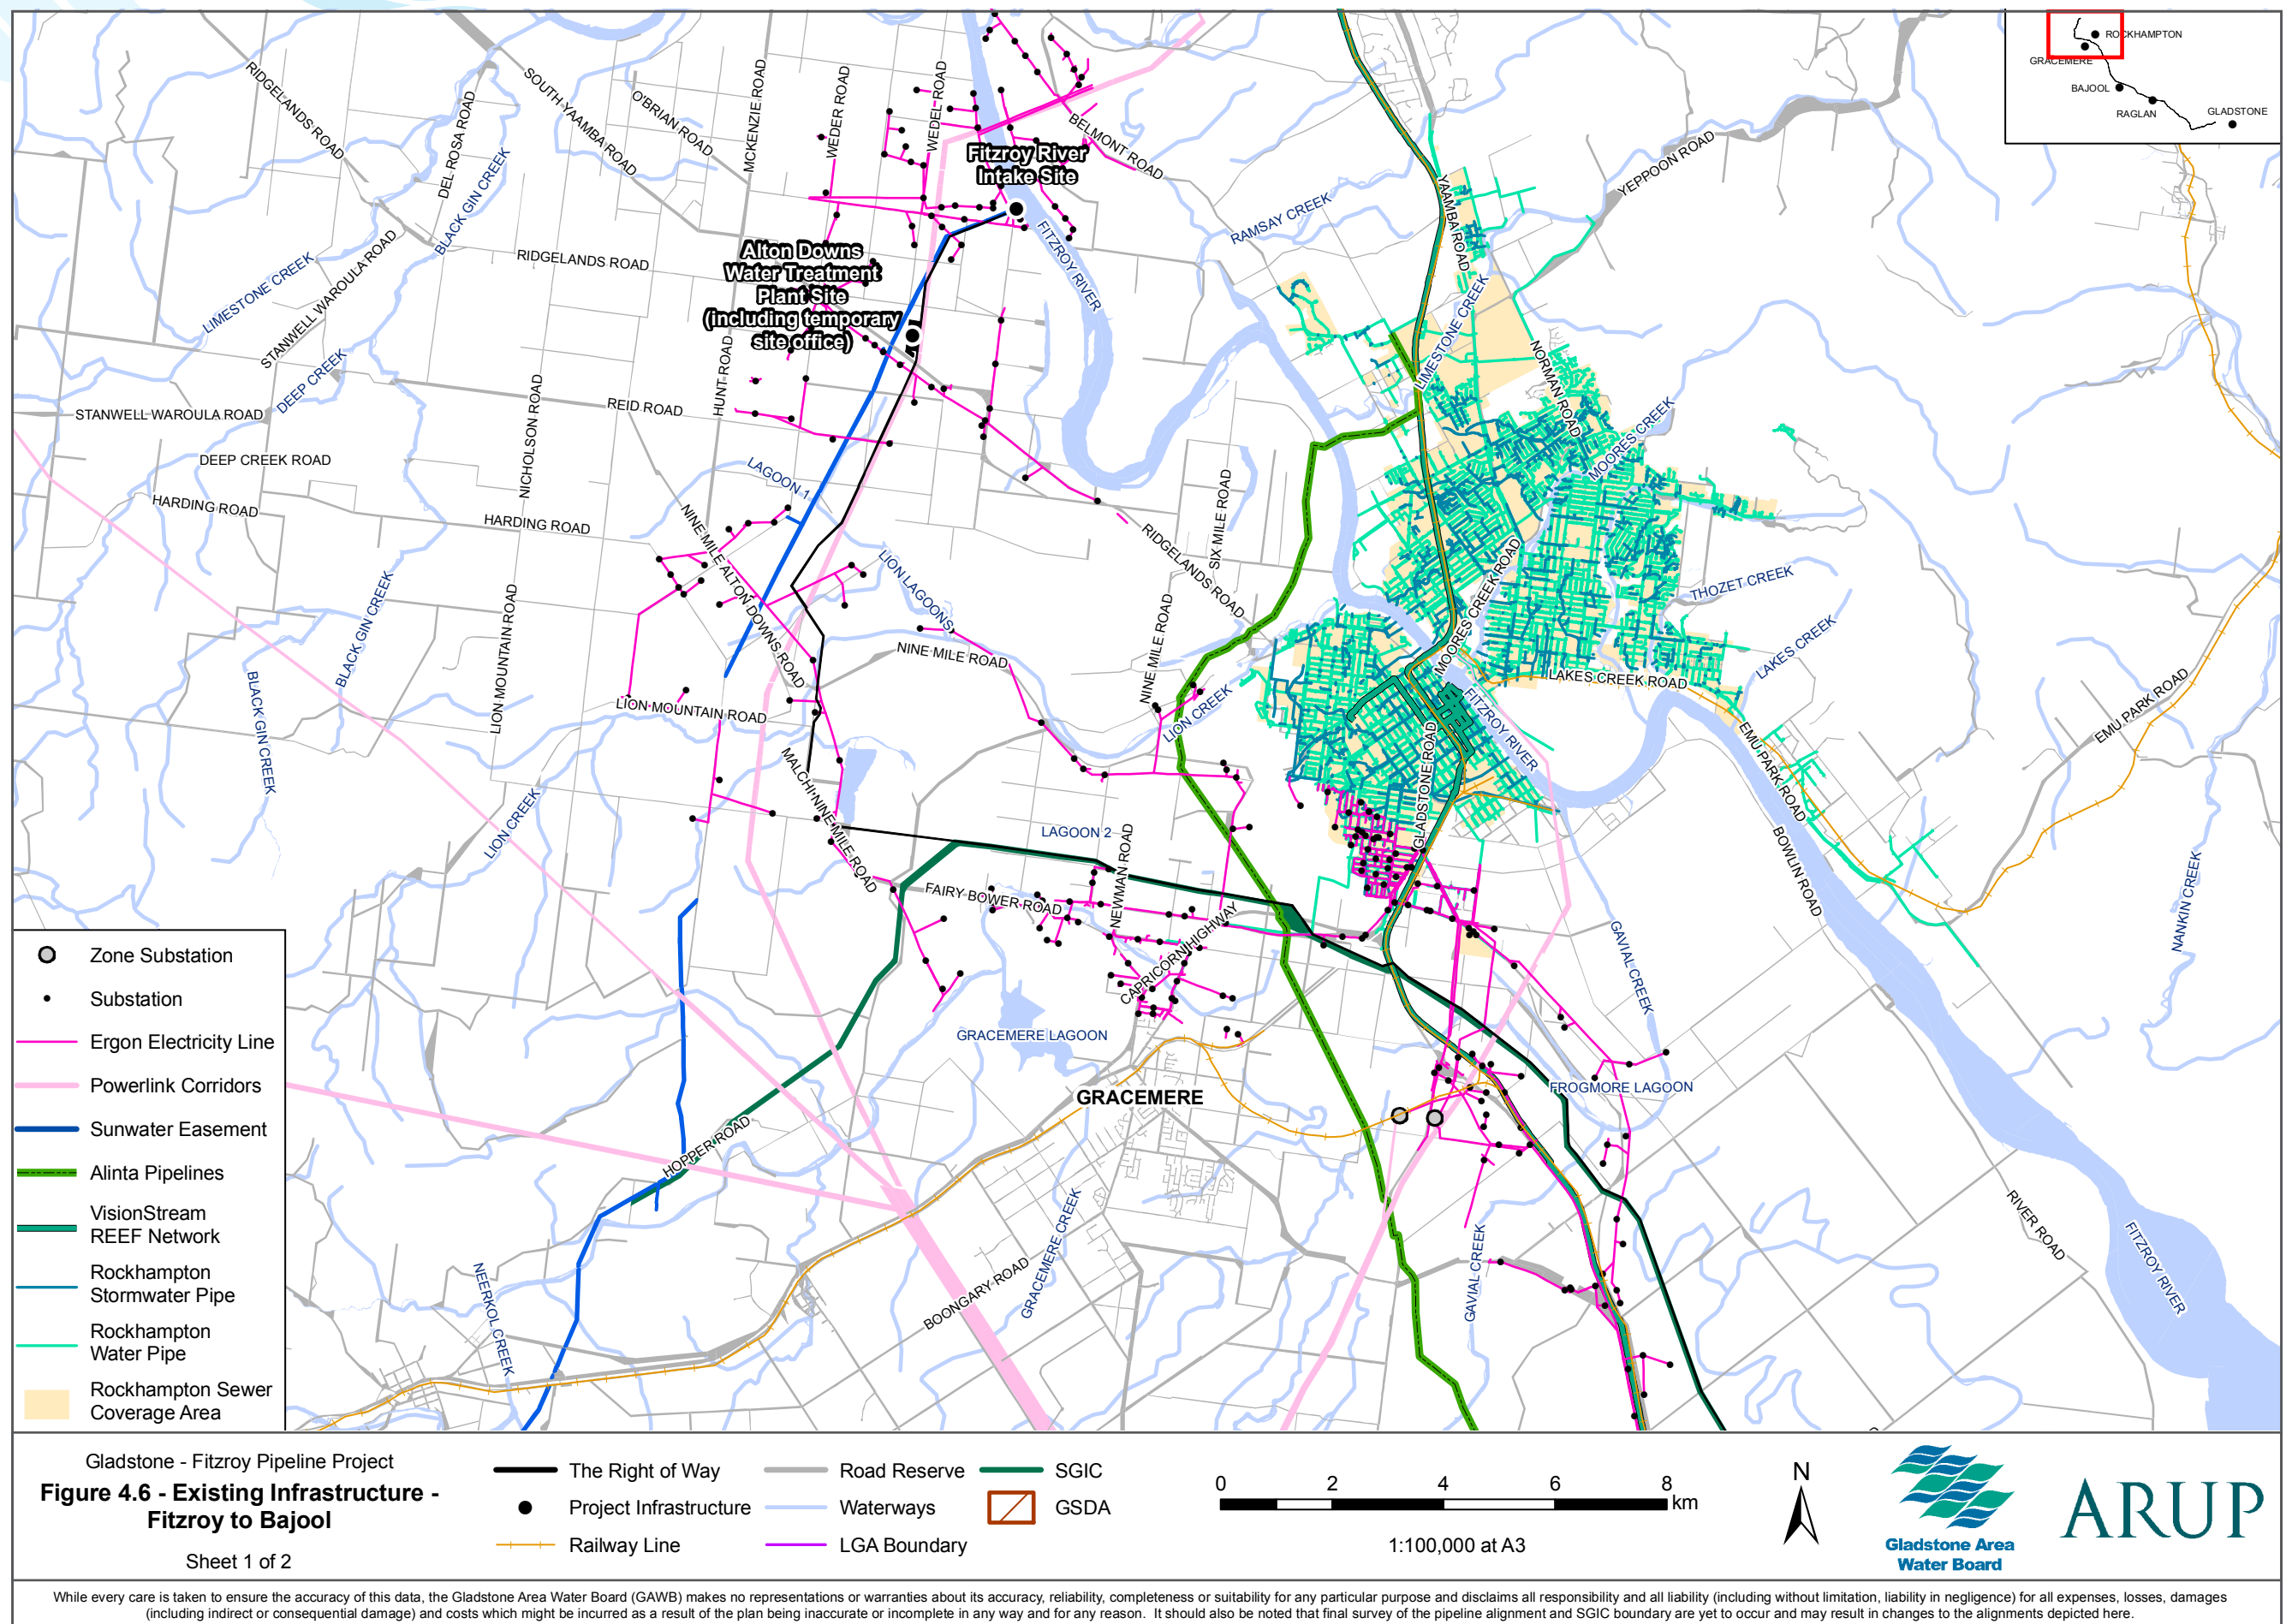 ROCKHAMPTON
GRACEMERE
BAJOOL
RAGLAN
GLADSTONE
RIDGELANDS ROAD
DEL ROSA ROAD
BLACK GIN CREEK
SOUTH YAAMBA ROAD
O'BRIAN ROAD
MCKENZIE ROAD
WEDER ROAD
WEDEL ROAD
BELMONT ROAD
Fitzroy River
Intake Site
FITZROY RIVER
RAMSAY CREEK
YAAMBA ROAD
YEPPOON ROAD
LIMESTONE CREEK
STANWELL WAROULA ROAD
RIDGELANDS ROAD
Alton Downs
Water Treatment
Plant Site
(including temporary
site office)
LIMESTONE CREEK
NORMAN ROAD
DEEP CREEK
STANWELL WAROULA ROAD
NICHOLSON ROAD
REID ROAD
HUNT ROAD
MOORES CREEK
DEEP CREEK ROAD
HARDING ROAD
HARDING ROAD
LAGOON 1
NINE MILE ALTON DOWNS ROAD
LION LAGOONS
SIX MILE ROAD
RIDGELANDS ROAD
MOORES CREEK ROAD
THOZET CREEK
LAKES CREEK
BLACK GIN CREEK
BLACK GIN CREEK
LION MOUNTAIN ROAD
NINE MILE ROAD
NINE MILE ROAD
LION CREEK
LAKES CREEK ROAD
FITZROY RIVER
GLADSTONE ROAD
EMU PARK ROAD
EMU PARK ROAD
LION MOUNTAIN ROAD
MALCHI-NINE MILE ROAD
LION CREEK
LAGOON 2
NEWMAN ROAD
FAIRY BOWER ROAD
CAPRICORN HIGHWAY
BOWLIN ROAD
GAVIAL CREEK
NANKIN CREEK
GRACEMERE LAGOON
GRACEMERE
FROGMORE LAGOON
HOPPER ROAD
GRACEMERE CREEK
BOONGARY ROAD
GAVIAL CREEK
NEERKOL CREEK
RIVER ROAD
FITZROY RIVER
Zone Substation
Substation
Ergon Electricity Line
Powerlink Corridors
Sunwater Easement
Alinta Pipelines
VisionStream
REEF Network
Rockhampton
Stormwater Pipe
Rockhampton
Water Pipe
Rockhampton Sewer
Coverage Area
Gladstone - Fitzroy Pipeline Project
Figure 4.6 - Existing Infrastructure -
Fitzroy to Bajool
Sheet 1 of 2
The Right of Way
Project Infrastructure
Railway Line
Road Reserve
Waterways
LGA Boundary
SGIC
GSDA
0 2 4 6 8
km
1:100,000 at A3
N
Gladstone Area
Water Board
ARUP
While every care is taken to ensure the accuracy of this data, the Gladstone Area Water Board (GAWB) makes no representations or warranties about its accuracy, reliability, completeness or suitability for any particular purpose and disclaims all responsibility and all liability (including without limitation, liability in negligence) for all expenses, losses, damages
(including indirect or consequential damage) and costs which might be incurred as a result of the plan being inaccurate or incomplete in any way and for any reason. It should also be noted that final survey of the pipeline alignment and SGIC boundary are yet to occur and may result in changes to the alignments depicted here.